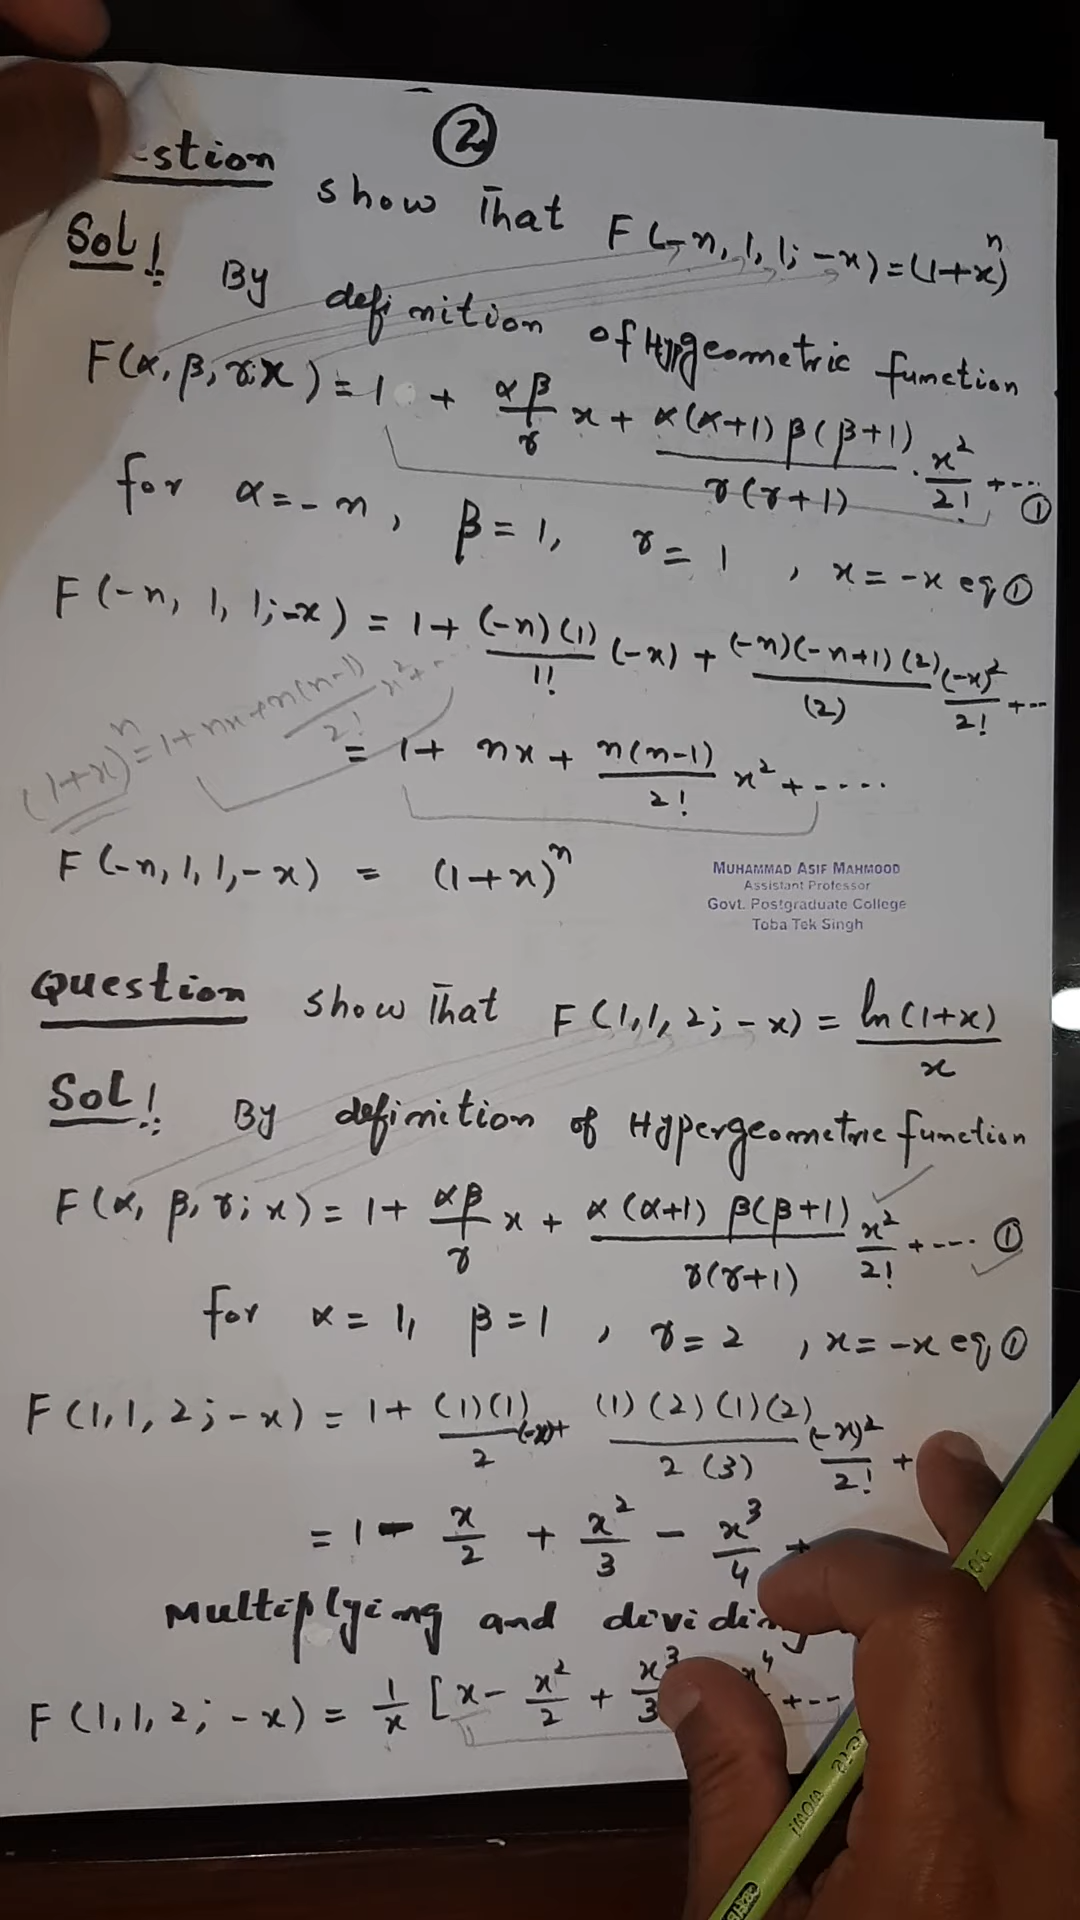 ②
stion show That F(-n, 1, 1; -x) = (1+x)^n
Sol!
By definition of Hypgeometric function
F(α, β, γ; x) = 1 + αβ/γ x + α(α+1) β(β+1)/γ(γ+1) . x²/2! + ---- ①
for α = -n, β = 1, γ = 1, x = -x eq ①
F(-n, 1, 1; -x) = 1 + (-n)(1)/1! (-x) + (-n)(-n+1)(2)/(2) (-x)²/2! + ---
(1+x)^n = 1 + nx + n(n-1)/2! x² + ----
= 1 + nx + n(n-1)/2! x² + -----
F(-n, 1, 1, -x) = (1+x)^n
MUHAMMAD ASIF MAHMOOD
Assistant Professor
Govt. Postgraduate College
Toba Tek Singh
Question show That F(1, 1, 2; -x) = ln(1+x)/x
Sol!
By definition of Hypergeometric function
F(α, β, γ; x) = 1 + αβ/γ x + α(α+1) β(β+1)/γ(γ+1) x²/2! + ---- ①
for α = 1, β = 1, γ = 2, x = -x eq ①
F(1, 1, 2; -x) = 1 + (1)(1)/2 (-x) + (1)(2)(1)(2)/2(3) (-x)²/2! +
= 1 - x/2 + x²/3 - x³/4 +
Multiplying and dividing
F(1, 1, 2; -x) = 1/x [x - x²/2 + x³/3 x⁴ + ---